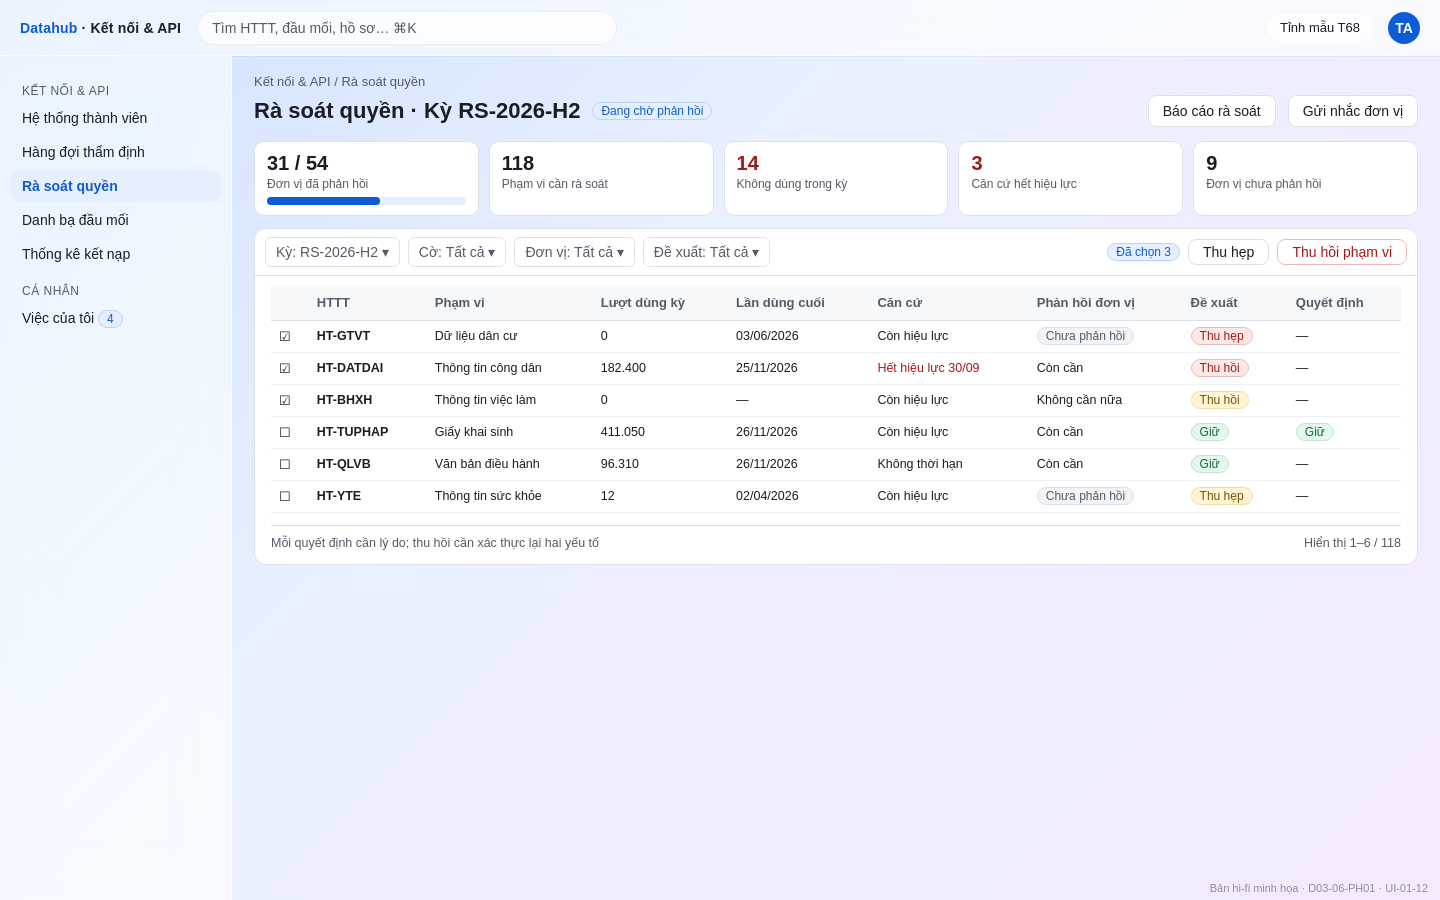 Datahub · Kết nối & API
Tìm HTTT, đầu mối, hồ sơ… ⌘K
Tỉnh mẫu T68
TA
KẾT NỐI & API
Hệ thống thành viên
Hàng đợi thẩm định
Rà soát quyền
Danh bạ đầu mối
Thống kê kết nạp
CÁ NHÂN
Việc của tôi 4
Kết nối & API / Rà soát quyền
Rà soát quyền · Kỳ RS-2026-H2 Đang chờ phản hồi
Báo cáo rà soát Gửi nhắc đơn vị
31 / 54
Đơn vị đã phản hồi
118
Phạm vi cần rà soát
14
Không dùng trong kỳ
3
Căn cứ hết hiệu lực
9
Đơn vị chưa phản hồi
Kỳ: RS-2026-H2 ▾ Cờ: Tất cả ▾ Đơn vị: Tất cả ▾ Đề xuất: Tất cả ▾ Đã chọn 3 Thu hẹp Thu hồi phạm vi
HTTT Phạm vi Lượt dùng kỳ Lần dùng cuối Căn cứ Phản hồi đơn vị Đề xuất Quyết định
☑ HT-GTVT Dữ liệu dân cư 0 03/06/2026 Còn hiệu lực Chưa phản hồi Thu hẹp —
☑ HT-DATDAI Thông tin công dân 182.400 25/11/2026 Hết hiệu lực 30/09 Còn cần Thu hồi —
☑ HT-BHXH Thông tin việc làm 0 — Còn hiệu lực Không cần nữa Thu hồi —
☐ HT-TUPHAP Giấy khai sinh 411.050 26/11/2026 Còn hiệu lực Còn cần Giữ Giữ
☐ HT-QLVB Văn bản điều hành 96.310 26/11/2026 Không thời hạn Còn cần Giữ —
☐ HT-YTE Thông tin sức khỏe 12 02/04/2026 Còn hiệu lực Chưa phản hồi Thu hẹp —
Mỗi quyết định cần lý do; thu hồi cần xác thực lại hai yếu tố
Hiển thị 1–6 / 118
Bản hi-fi minh họa · D03-06-PH01 · UI-01-12